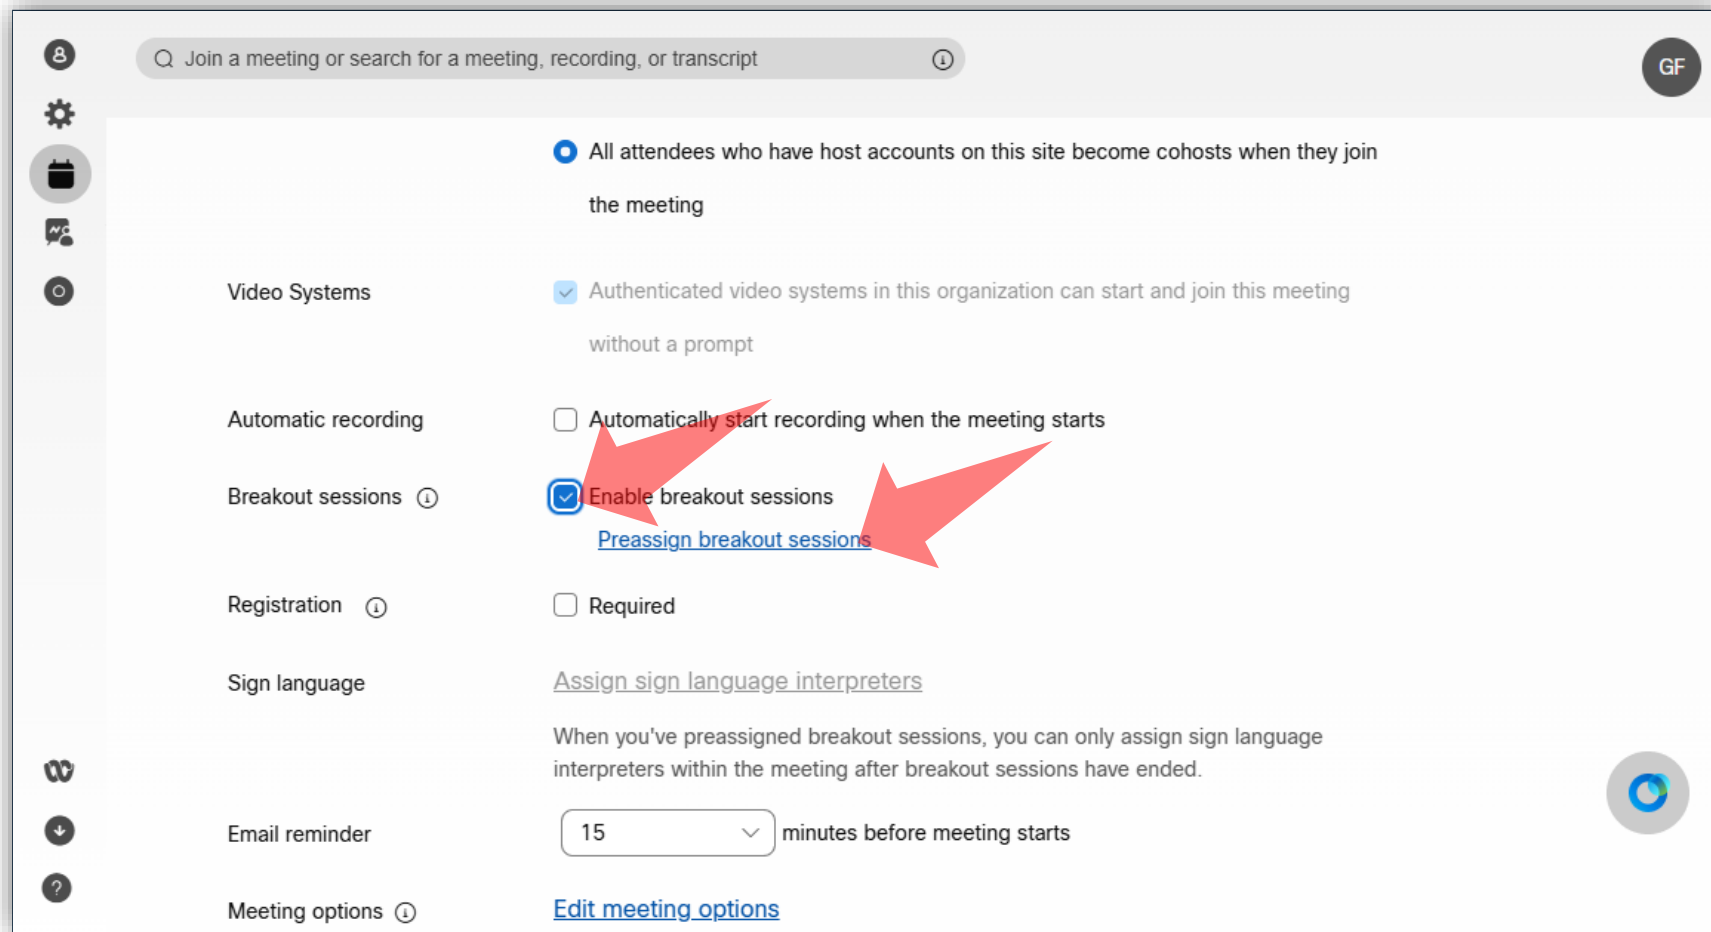 Join a meeting or search for a meeting, recording, or transcript
GF
All attendees who have host accounts on this site become cohosts when they join
the meeting
Video Systems
Authenticated video systems in this organization can start and join this meeting
without a prompt
Automatic recording
Automatically start recording when the meeting starts
Breakout sessions
Enable breakout sessions
Preassign breakout sessions
Registration
Required
Sign language
Assign sign language interpreters
When you've preassigned breakout sessions, you can only assign sign language
interpreters within the meeting after breakout sessions have ended.
Email reminder
15
minutes before meeting starts
Meeting options
Edit meeting options